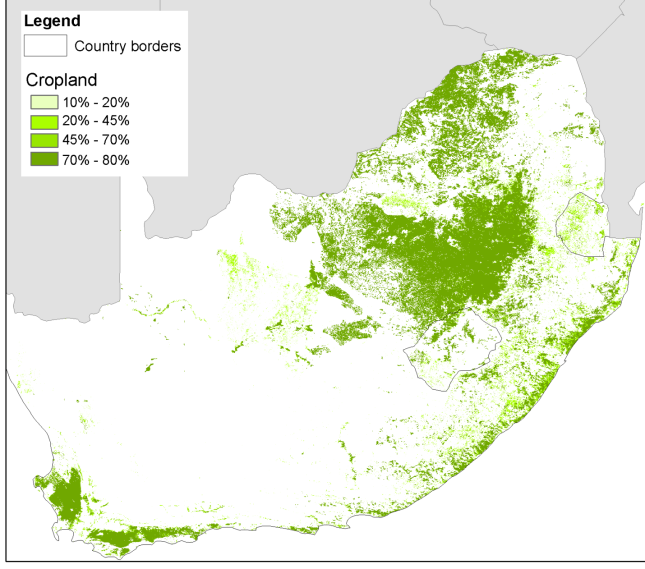 Legend
Country borders
Cropland
10% - 20%
20% - 45%
45% - 70%
70% - 80%